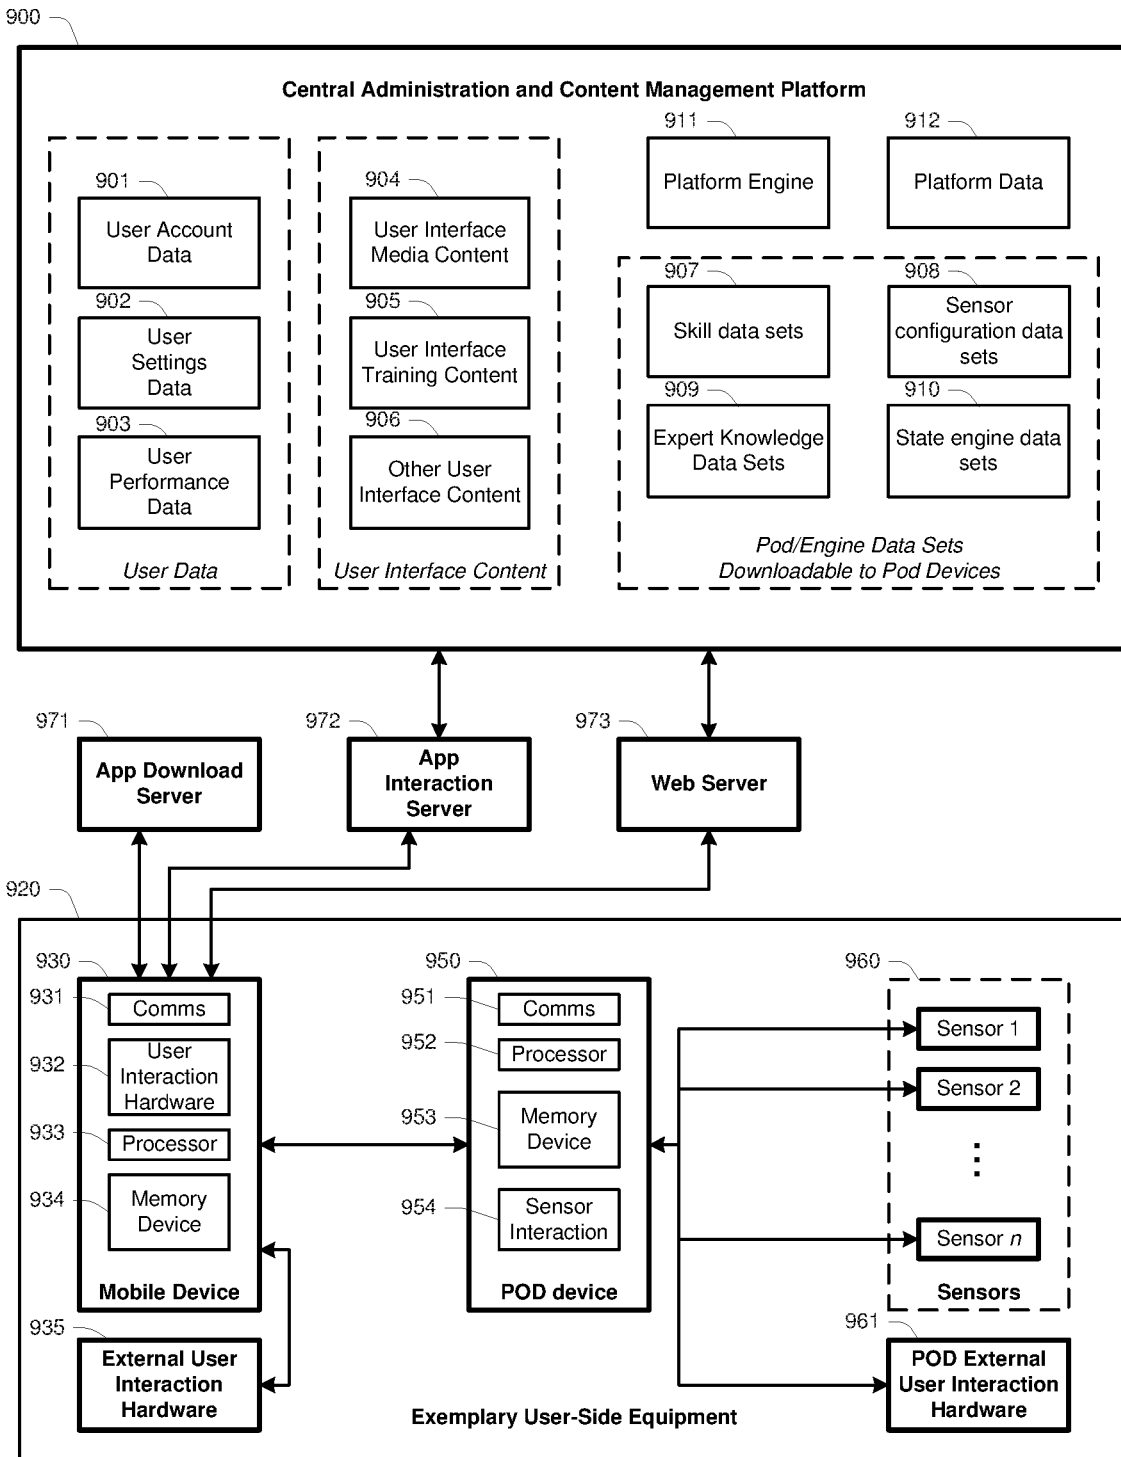 900
Central Administration and Content Management Platform
911
912
Platform Engine
Platform Data
901
User Account
Data
902
User
Settings
Data
903
User
Performance
Data
User Data
904
User Interface
Media Content
905
User Interface
Training Content
906
Other User
Interface Content
User Interface Content
907
Skill data sets
908
Sensor
configuration data
sets
909
Expert Knowledge
Data Sets
910
State engine data
sets
Pod/Engine Data Sets
Downloadable to Pod Devices
971
App Download
Server
972
App
Interaction
Server
973
Web Server
920
930
931
Comms
932
User
Interaction
Hardware
933
Processor
934
Memory
Device
Mobile Device
935
External User
Interaction
Hardware
950
951
Comms
952
Processor
953
Memory
Device
954
Sensor
Interaction
POD device
960
Sensor 1
Sensor 2
Sensor n
Sensors
961
POD External
User Interaction
Hardware
Exemplary User-Side Equipment